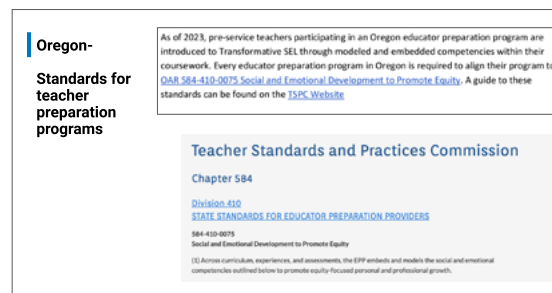 Oregon-
Standards for
teacher
preparation
programs
As of 2023, pre-service teachers participating in an Oregon educator preparation program are
introduced to Transformative SEL through modeled and embedded competencies within their
coursework. Every educator preparation program in Oregon is required to align their program to
OAR 584-410-0075 Social and Emotional Development to Promote Equity. A guide to these
standards can be found on the TSPC Website
Teacher Standards and Practices Commission
Chapter 584
Division 410
STATE STANDARDS FOR EDUCATOR PREPARATION PROVIDERS
584-410-0075
Social and Emotional Development to Promote Equity
(1) Across curriculum, experiences, and assessments, the EPP embeds and models the social and emotional
competencies outlined below to promote equity-focused personal and professional growth.